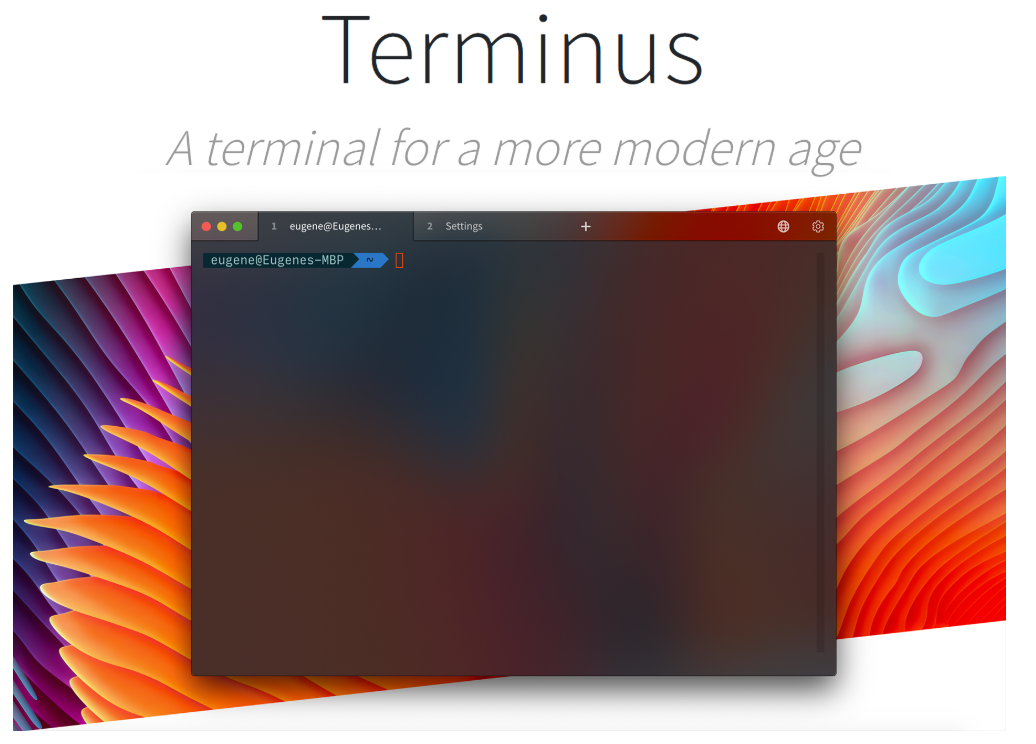 Terminus
A terminal for a more modern age
1 eugene@Eugenes... 2 Settings +
eugene@Eugenes-MBP ~